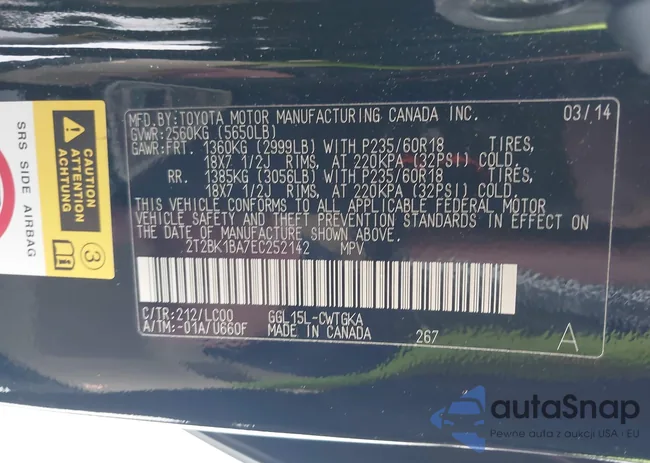 MFD.BY:TOYOTA MOTOR MANUFACTURING CANADA INC. 03/14
GVWR:2560KG (5650LB)
GAWR:FRT. 1360KG (2999LB) WITH P235/60R18 TIRES,
18X7 1/2J RIMS, AT 220KPA (32PSI) COLD.
RR. 1385KG (3056LB) WITH P235/60R18 TIRES,
18X7 1/2J RIMS, AT 220KPA (32PSI) COLD.
THIS VEHICLE CONFORMS TO ALL APPLICABLE FEDERAL MOTOR
VEHICLE SAFETY AND THEFT PREVENTION STANDARDS IN EFFECT ON
THE DATE OF MANUFACTURE SHOWN ABOVE.
2T2BK1BA7EC252142 MPV
C/TR:212/LC00 GGL15L-CWTGKA
A/TM:-01A/U660F MADE IN CANADA 267 A
SRS SIDE AIRBAG
CAUTION
ATTENTION
ACHTUNG
3
autaSnap
Pewne auta z aukcji USA · EU